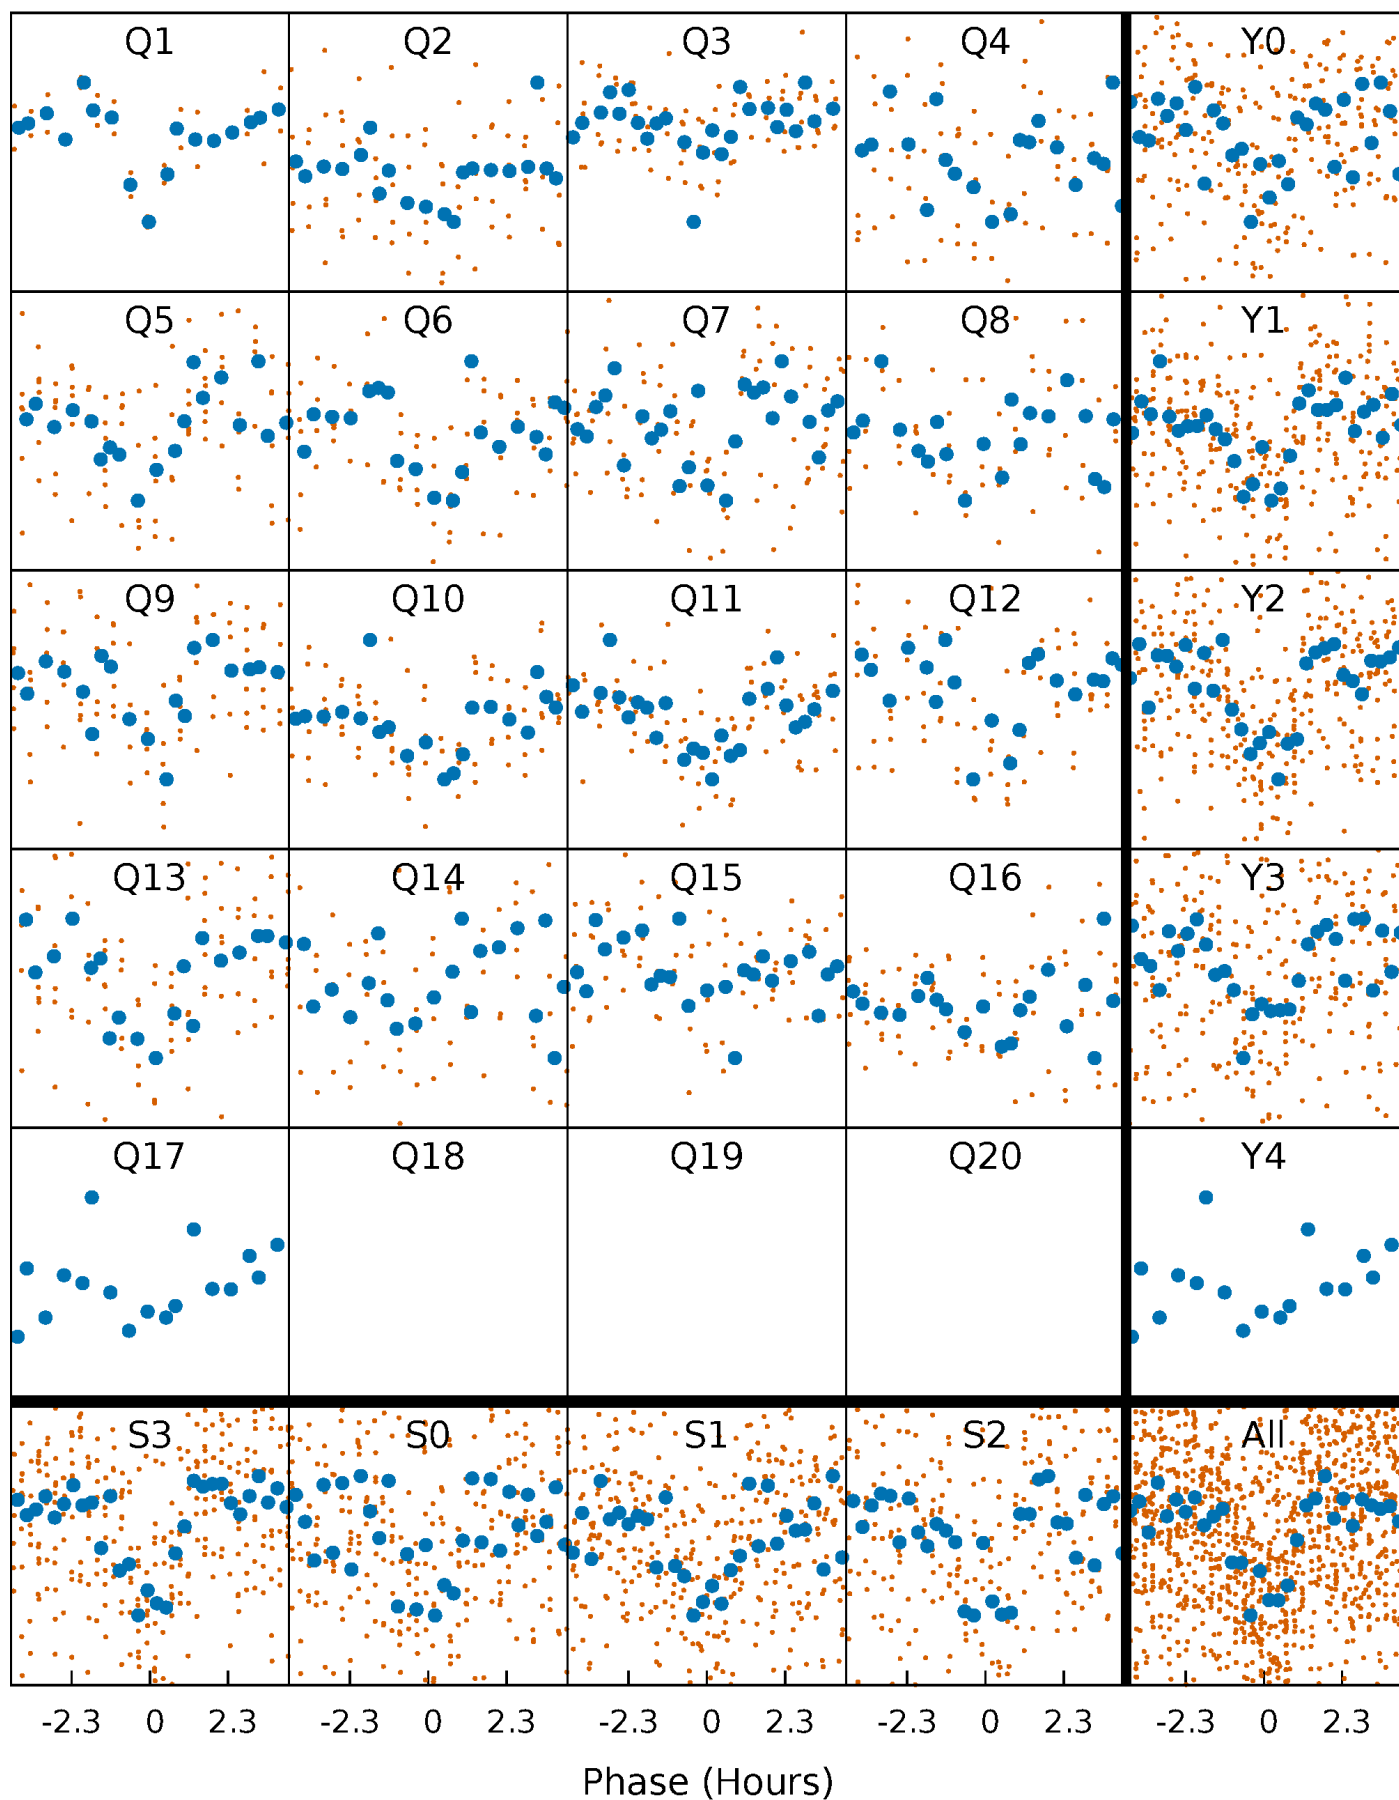 Q1 Q2 Q3 Q4 Y0
Q5 Q6 Q7 Q8 Y1
Q9 Q10 Q11 Q12 Y2
Q13 Q14 Q15 Q16 Y3
Q17 Q18 Q19 Q20 Y4
S3 S0 S1 S2 All
-2.3 0 2.3 -2.3 0 2.3 -2.3 0 2.3 -2.3 0 2.3 -2.3 0 2.3
Phase (Hours)